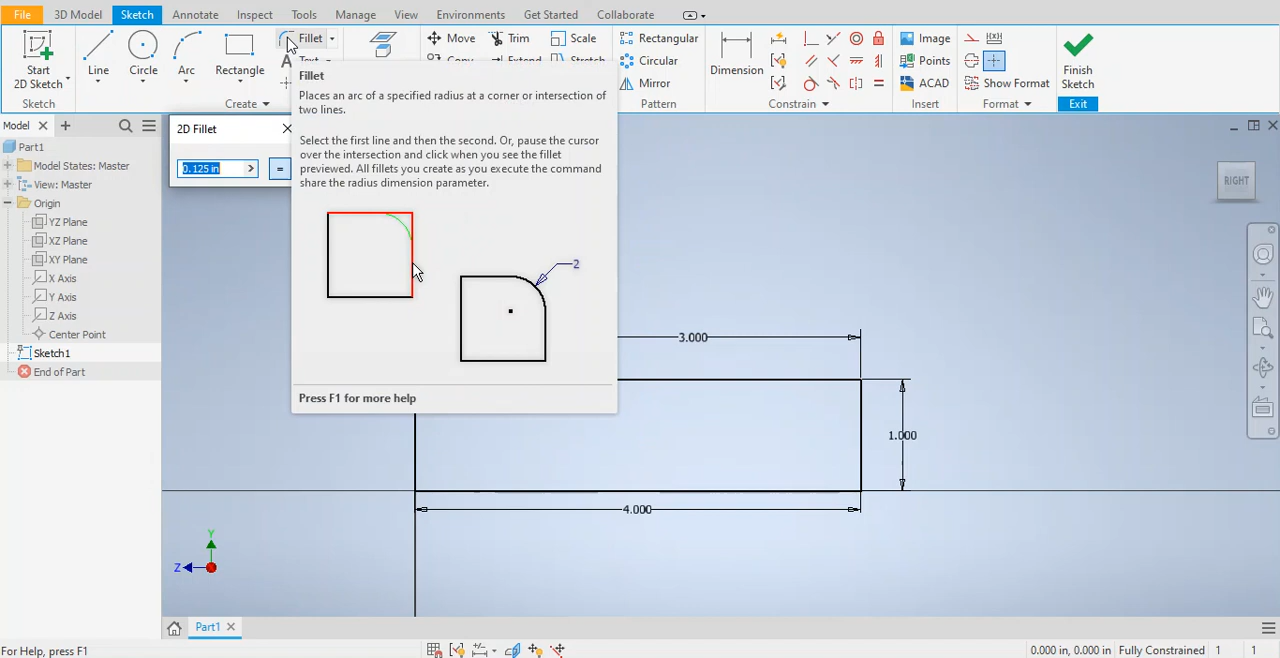 File 3D Model Sketch Annotate Inspect Tools Manage View Environments Get Started Collaborate
Start
2D Sketch
Line
Circle
Arc
Rectangle
Fillet
Text
Move
Trim
Scale
Copy
Extend
Stretch
Rectangular
Circular
Mirror
Dimension
Image
Points
ACAD
Show Format
Finish
Sketch
Sketch Create Pattern Constrain Insert Format Exit
Fillet
Places an arc of a specified radius at a corner or intersection of
two lines.
Select the first line and then the second. Or, pause the cursor
over the intersection and click when you see the fillet
previewed. All fillets you create as you execute the command
share the radius dimension parameter.
2
Press F1 for more help
2D Fillet
0.125 in
=
Model
Part1
Model States: Master
View: Master
Origin
YZ Plane
XZ Plane
XY Plane
X Axis
Y Axis
Z Axis
Center Point
Sketch1
End of Part
RIGHT
3.000
1.000
4.000
Y
Z
Part1
For Help, press F1
0.000 in, 0.000 in Fully Constrained 1 1